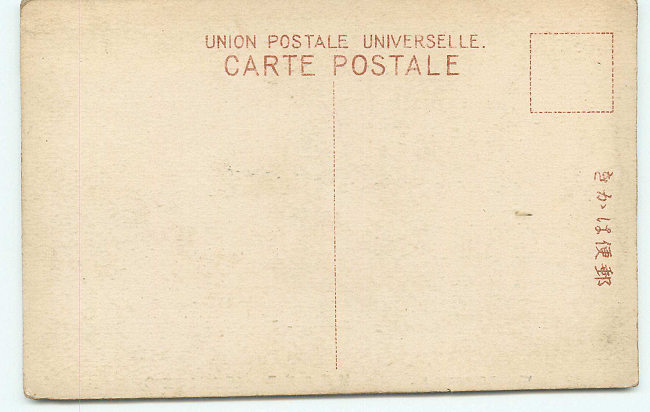 UNION POSTALE UNIVERSELLE.
CARTE POSTALE
郵便はかき